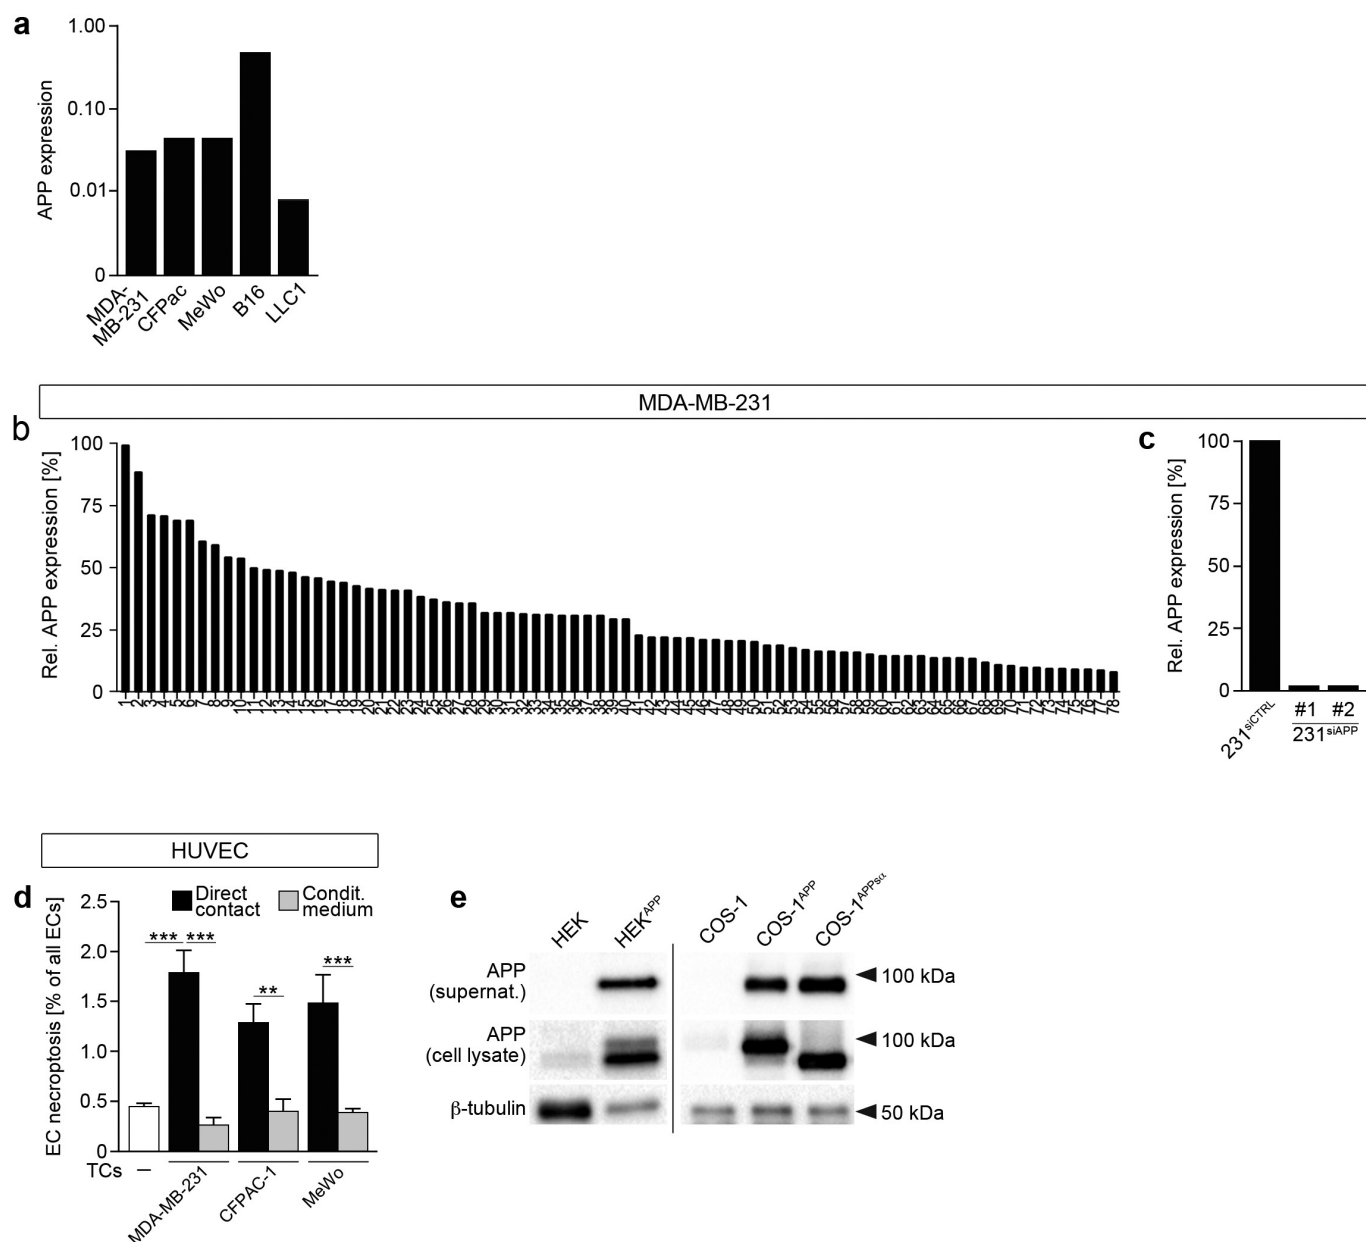 a
1.00
0.10
0.01
0
APP expression
MDA-
MB-231
CFPac
MeWo
B16
LLC1
MDA-MB-231
b
Rel. APP expression [%]
100
75
50
25
0
1 2 3 4 5 6 7 8 9 10 11 12 13 14 15 16 17 18 19 20 21 22 23 24 25 26 27 28 29 30 31 32 33 34 35 36 37 38 39 40 41 42 43 44 45 46 47 48 49 50 51 52 53 54 55 56 57 58 59 60 61 62 63 64 65 66 67 68 69 70 71 72 73 74 75 76 77 78
c
Rel. APP expression [%]
100
75
50
25
0
231siCTRL
#1 #2
231siAPP
HUVEC
d
EC necroptosis [% of all ECs]
2.5
2.0
1.5
1.0
0.5
0
Direct
contact
Condit.
medium
*** ***
**
***
TCs –
MDA-MB-231
CFPAC-1
MeWo
e
HEK
HEKAPP
COS-1
COS-1APP
COS-1APPsα
APP
(supernat.)
100 kDa
APP
(cell lysate)
100 kDa
β-tubulin
50 kDa